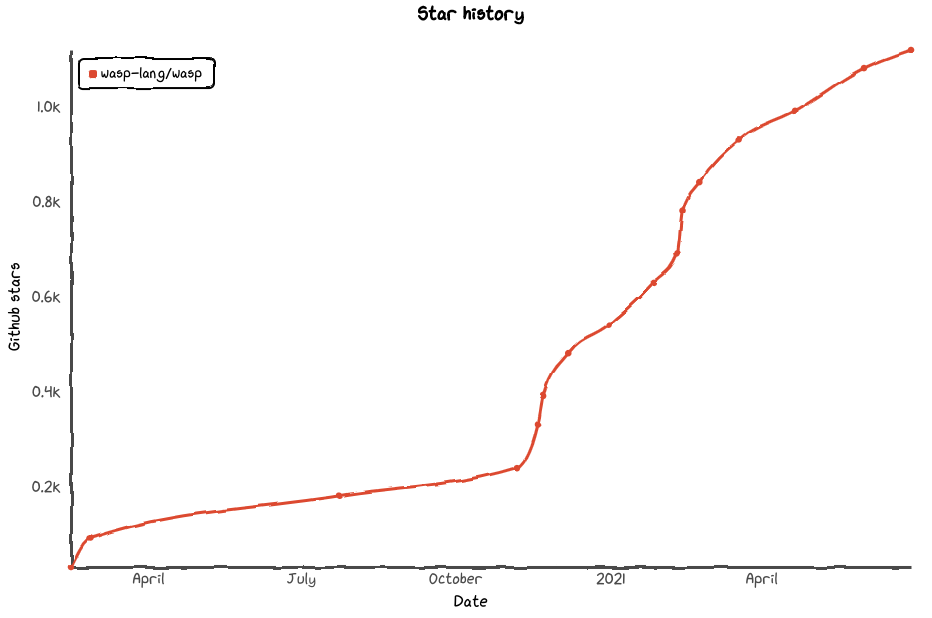 Star history
wasp-lang/wasp
1.0K
0.8K
0.6K
0.4K
0.2K
Github stars
April July October 2021 April
Date